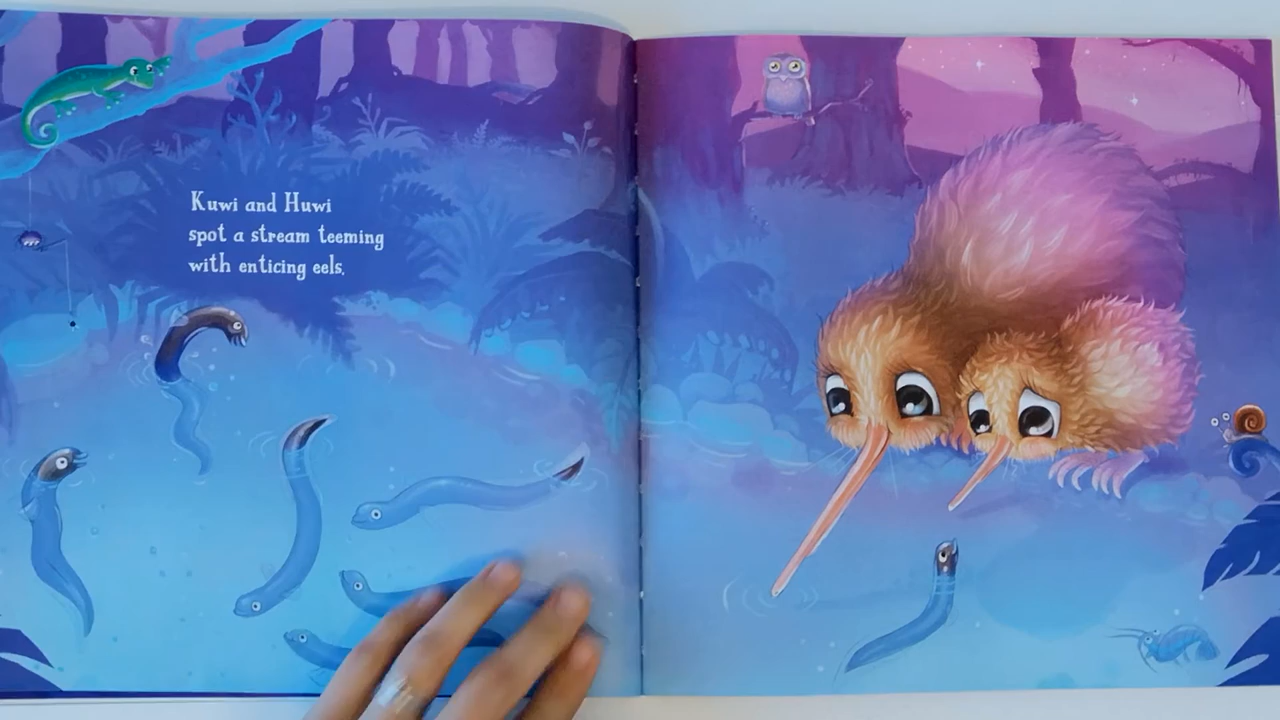 Kuwi and Huwi
spot a stream teeming
with enticing eels.